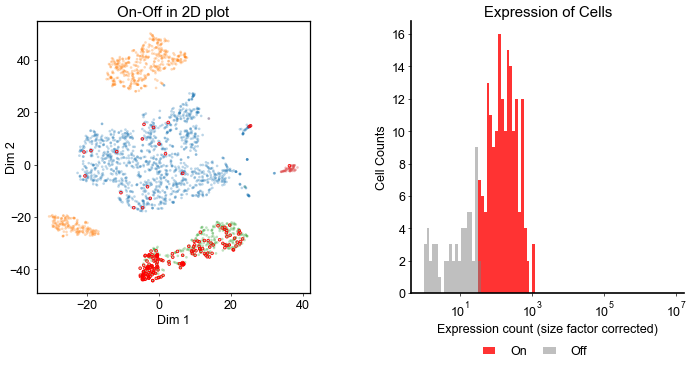 On-Off in 2D plot
Dim 2
40
20
0
−20
−40
−20
0
20
40
Dim 1
Expression of Cells
Cell Counts
16
14
12
10
8
6
4
2
0
10^1
10^3
10^5
10^7
Expression count (size factor corrected)
On
Off